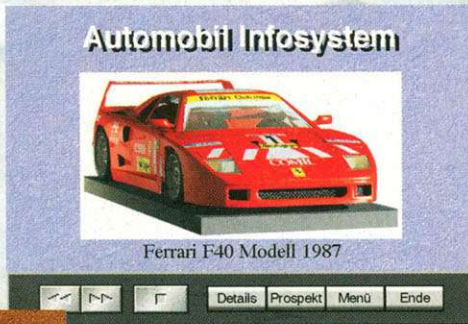 Automobil Infosystem
Ferrari F40 Modell 1987
Details Prospekt Menü Ende